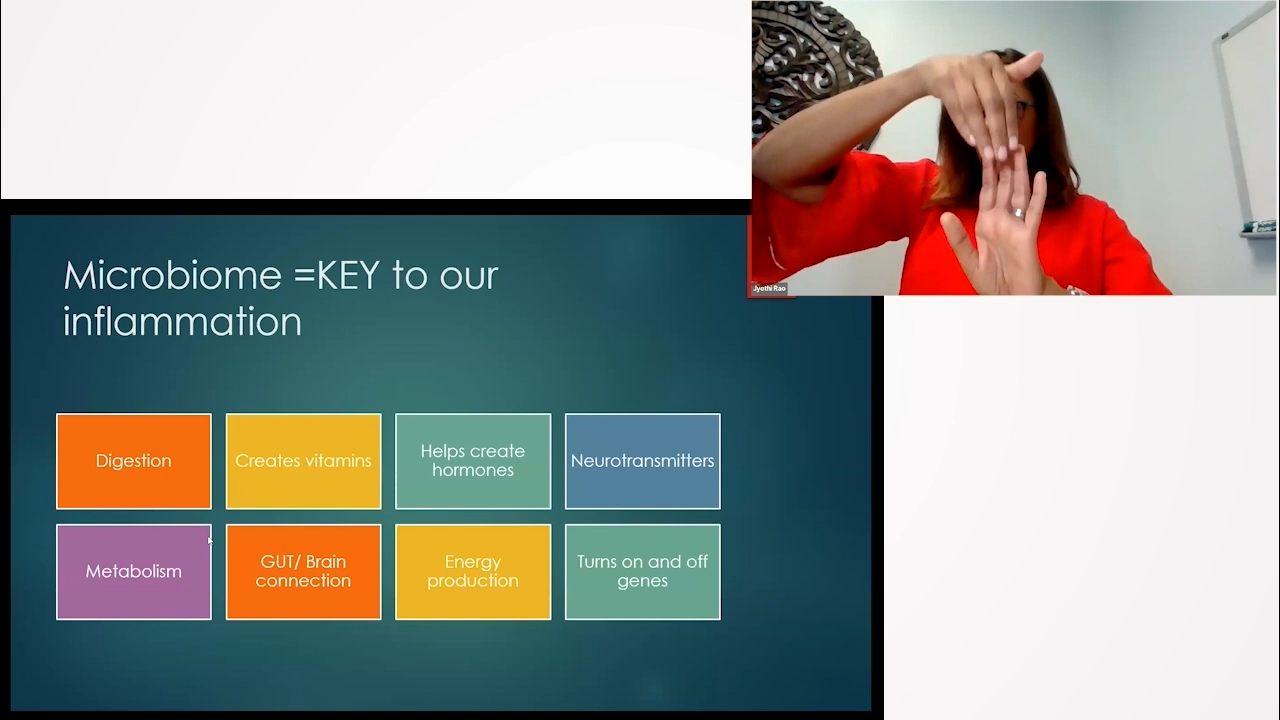 Jyothi Rao
Microbiome =KEY to our
inflammation
Digestion
Creates vitamins
Helps create
hormones
Neurotransmitters
Metabolism
GUT/ Brain
connection
Energy
production
Turns on and off
genes